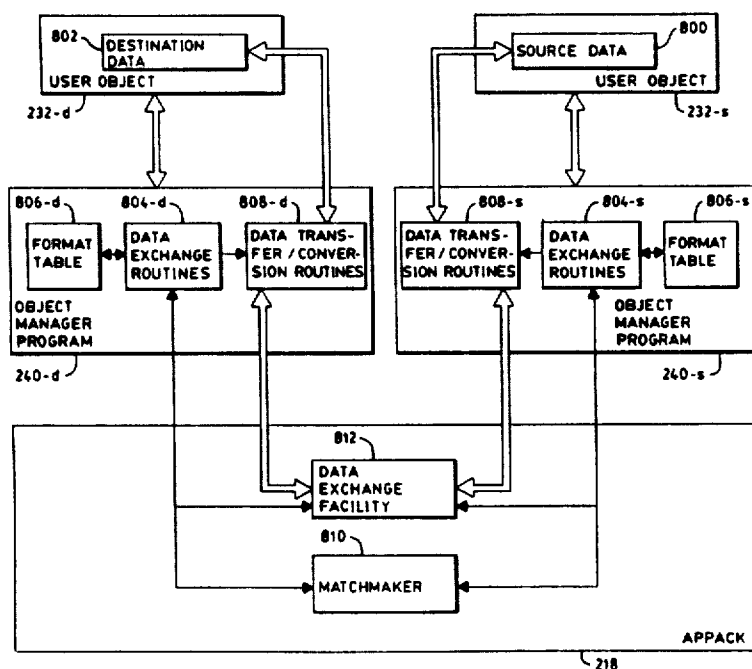 802
DESTINATION
DATA
USER OBJECT
232-d
SOURCE DATA
800
USER OBJECT
232-s
806-d
804-d
808-d
FORMAT
TABLE
DATA
EXCHANGE
ROUTINES
DATA TRANS-
FER/CONVER-
SION ROUTINES
OBJECT
MANAGER
PROGRAM
240-d
808-s
804-s
806-s
DATA TRANS-
FER/CONVER-
SION ROUTINES
DATA
EXCHANGE
ROUTINES
FORMAT
TABLE
OBJECT
MANAGER
PROGRAM
240-s
812
DATA
EXCHANGE
FACILITY
810
MATCHMAKER
APPACK
218